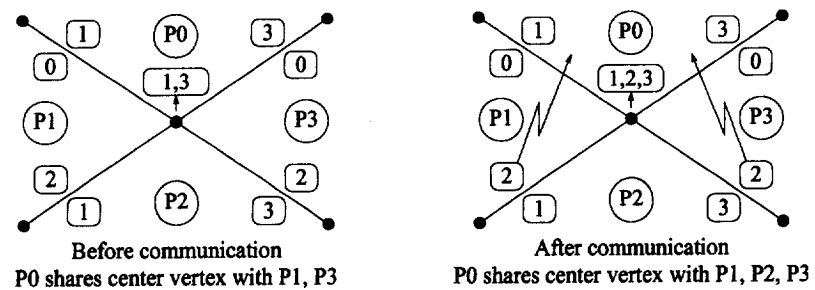 1 P0 3
0 1,3 0
P1 P3
2 P2 2
1 3
Before communication
P0 shares center vertex with P1, P3
1 P0 3
0 1,2,3 0
P1 P3
2 P2 2
1 3
After communication
P0 shares center vertex with P1, P2, P3